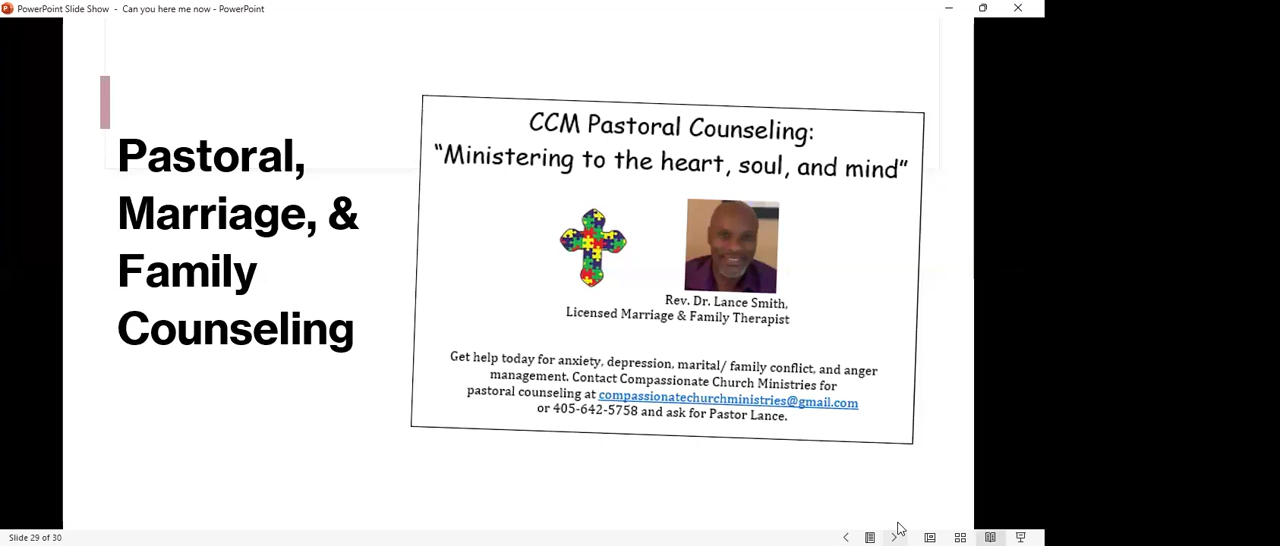 PowerPoint Slide Show - Can you here me now - PowerPoint
Pastoral,
Marriage, &
Family
Counseling
CCM Pastoral Counseling:
“Ministering to the heart, soul, and mind”
Rev. Dr. Lance Smith,
Licensed Marriage & Family Therapist
Get help today for anxiety, depression, marital/ family conflict, and anger
management. Contact Compassionate Church Ministries for
pastoral counseling at compassionatechurchministries@gmail.com
or 405-642-5758 and ask for Pastor Lance.
Slide 29 of 30